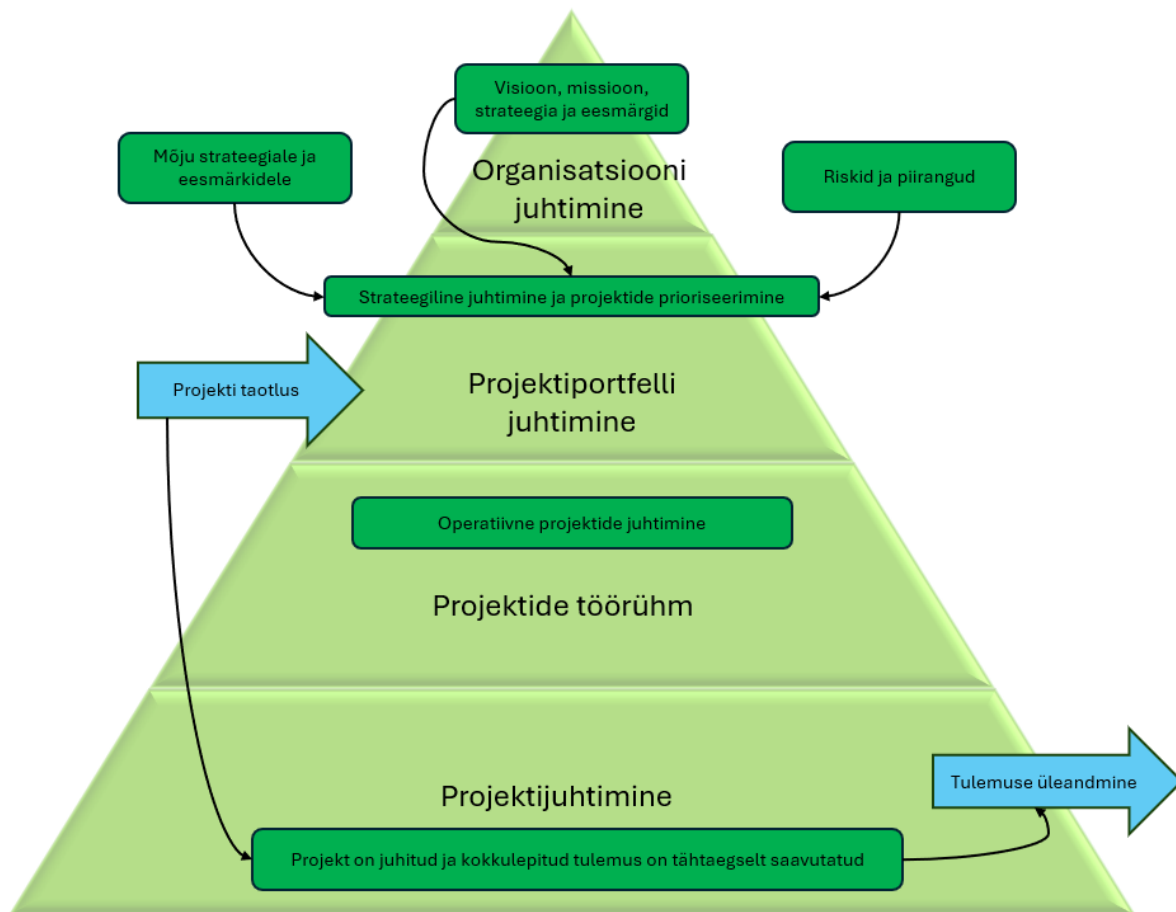 Visioon, missioon,
strateegia ja eesmärgid
Mõju strateegiale ja
eesmärkidele
Organisatsiooni
juhtimine
Riskid ja piirangud
Strateegiline juhtimine ja projektide prioriseerimine
Projekti taotlus
Projektiportfelli
juhtimine
Operatiivne projektide juhtimine
Projektide töörühm
Projektijuhtimine
Tulemuse üleandmine
Projekt on juhitud ja kokkulepitud tulemus on tähtaegselt saavutatud